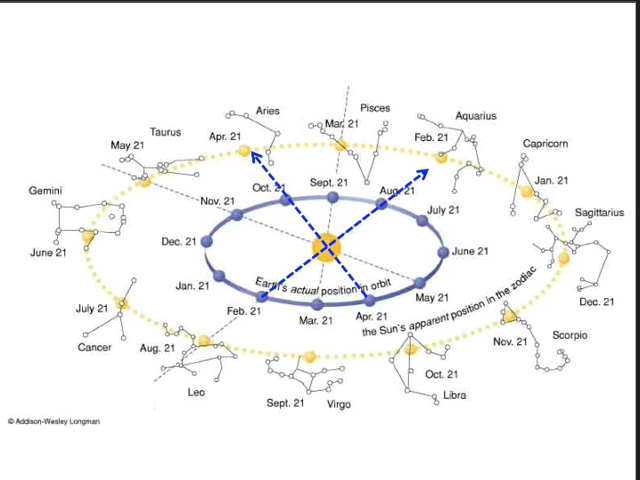 Pisces
Aries
Mar. 21
Aquarius
Taurus
Apr. 21
Feb. 21
May 21
Capricorn
Jan. 21
Gemini
Oct. 21
Sept. 21
Aug. 21
Nov. 21
July 21
Sagittarius
Dec. 21
June 21
June 21
Jan. 21
Earth's actual position in orbit
May 21
Dec. 21
July 21
Feb. 21
Mar. 21
Apr. 21
the Sun's apparent position in the zodiac
Cancer
Aug. 21
Nov. 21
Scorpio
Oct. 21
Leo
Sept. 21
Virgo
Libra
© Addison-Wesley Longman